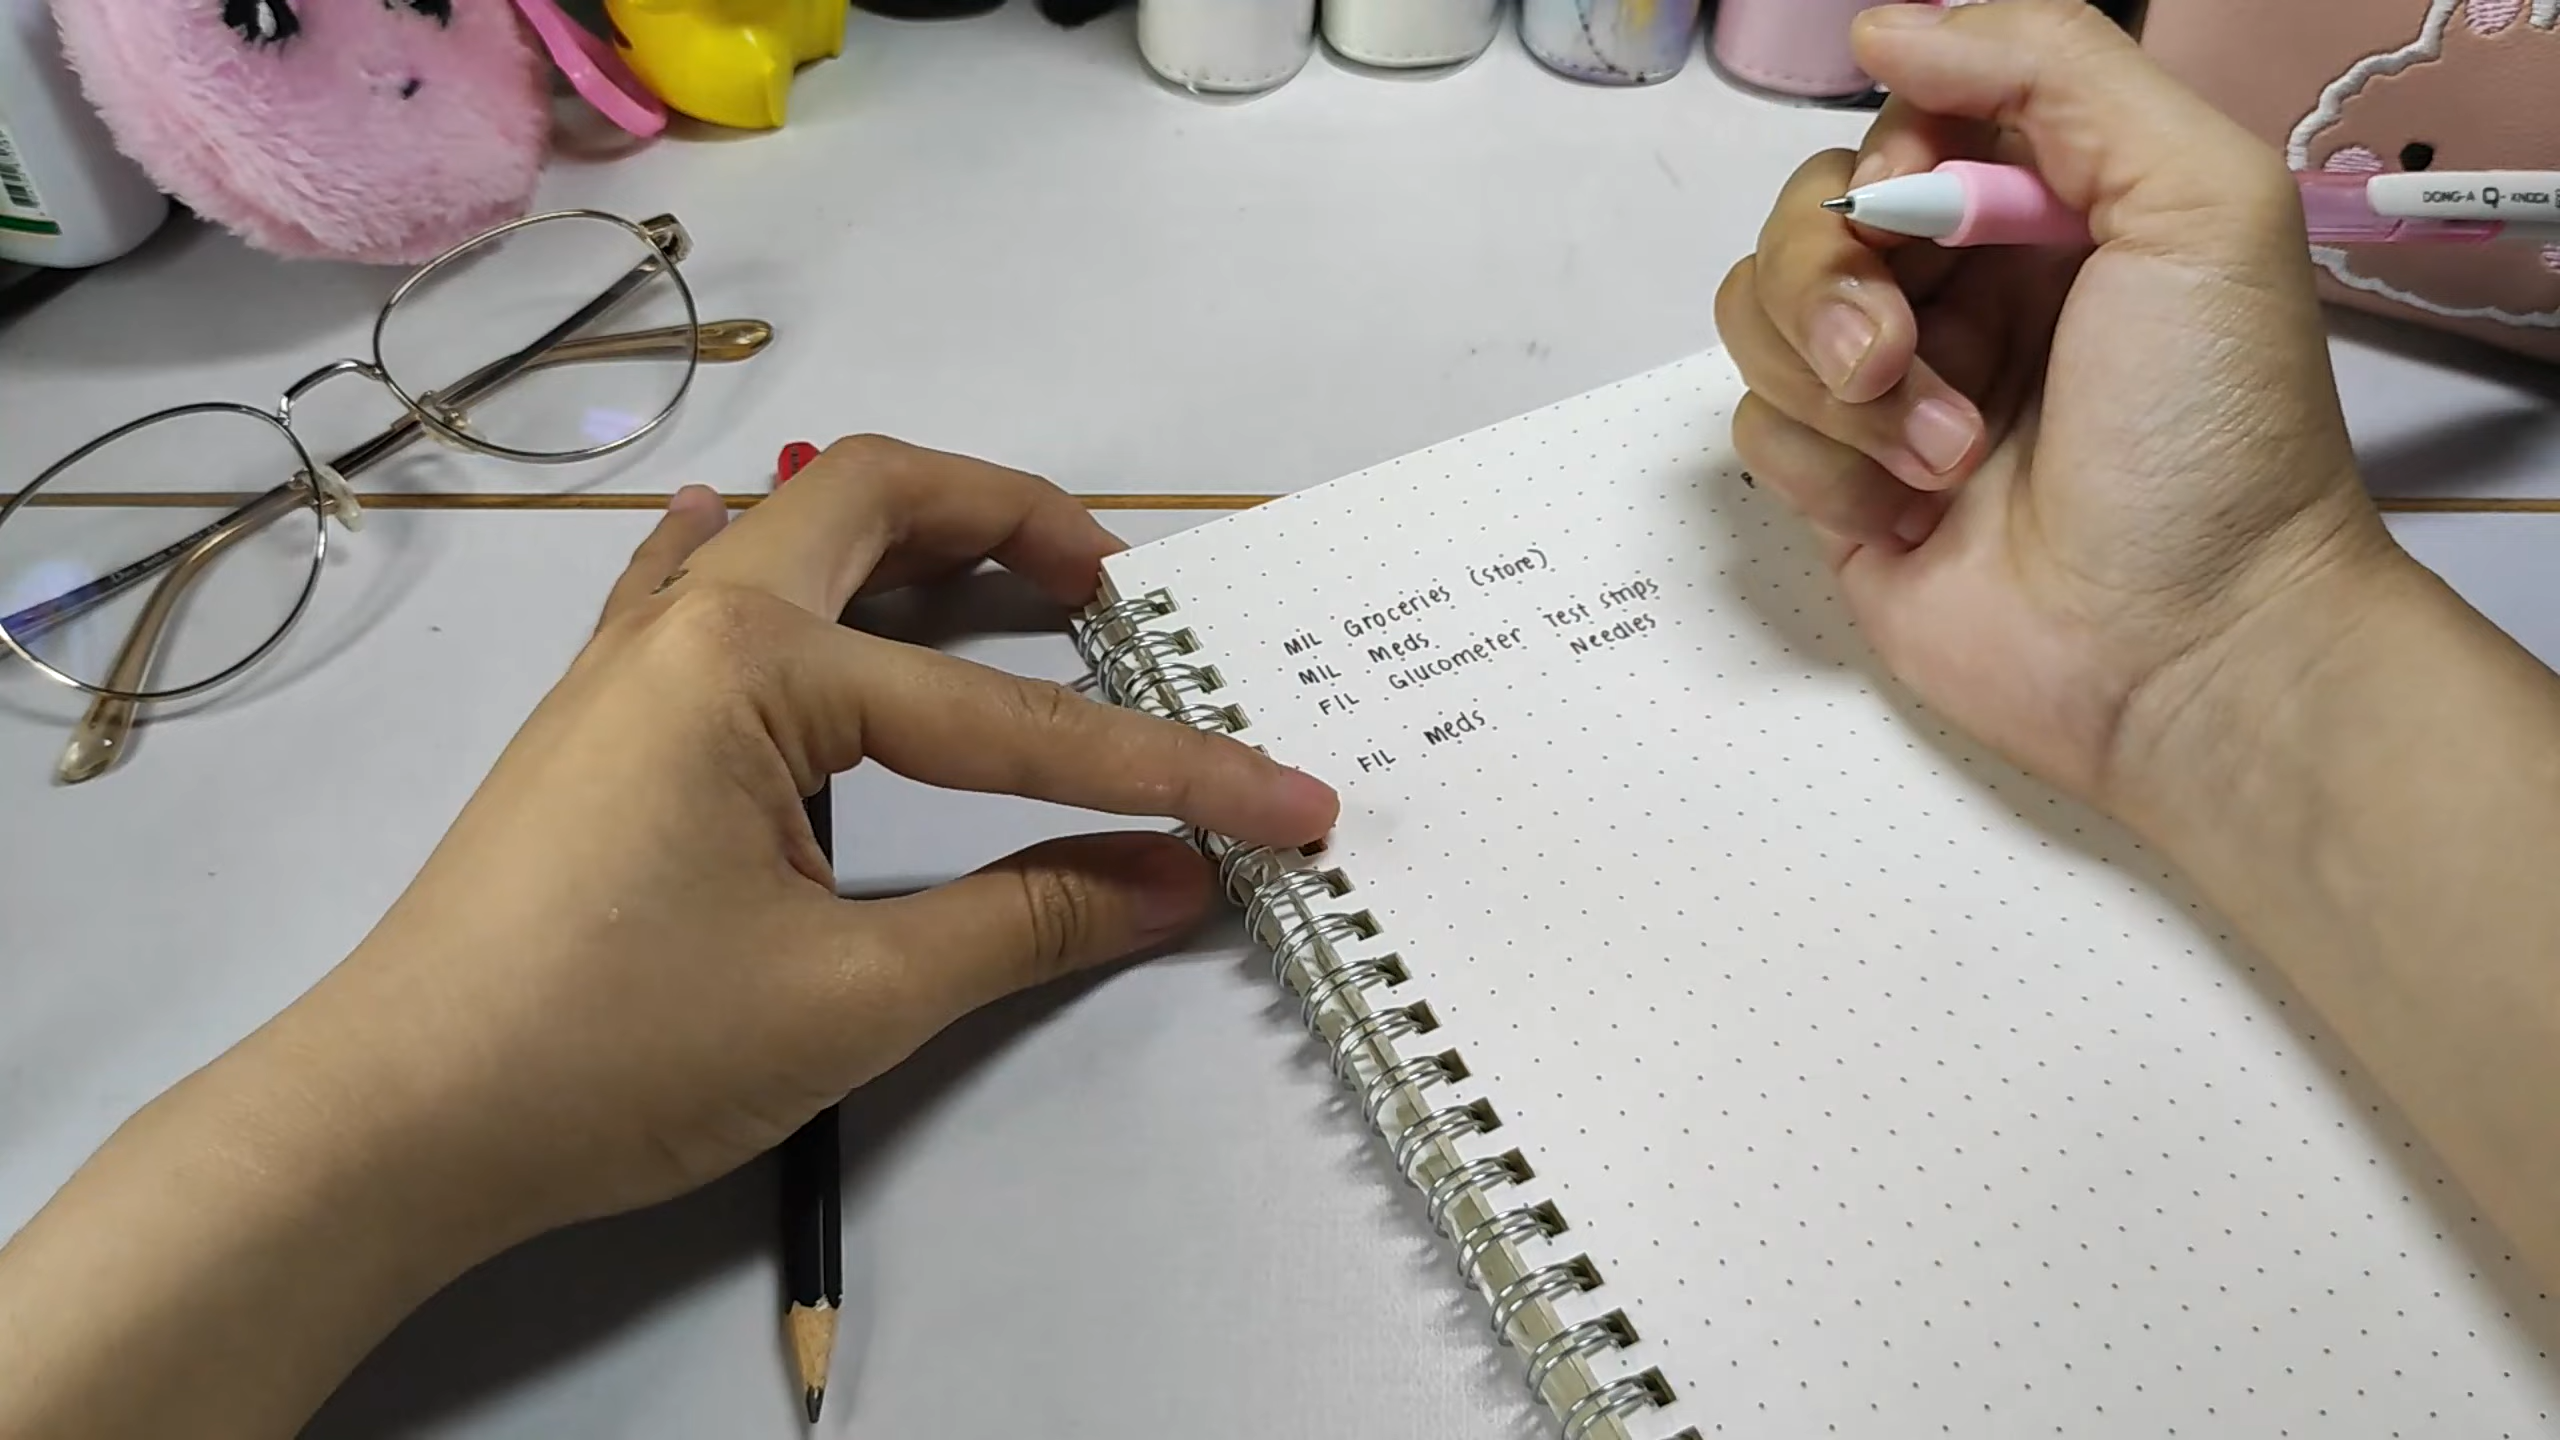 DONG-A Q-KNOCK
MIL Groceries (store)
MIL Meds
FIL Glucometer Test strips
Needles
FIL Meds